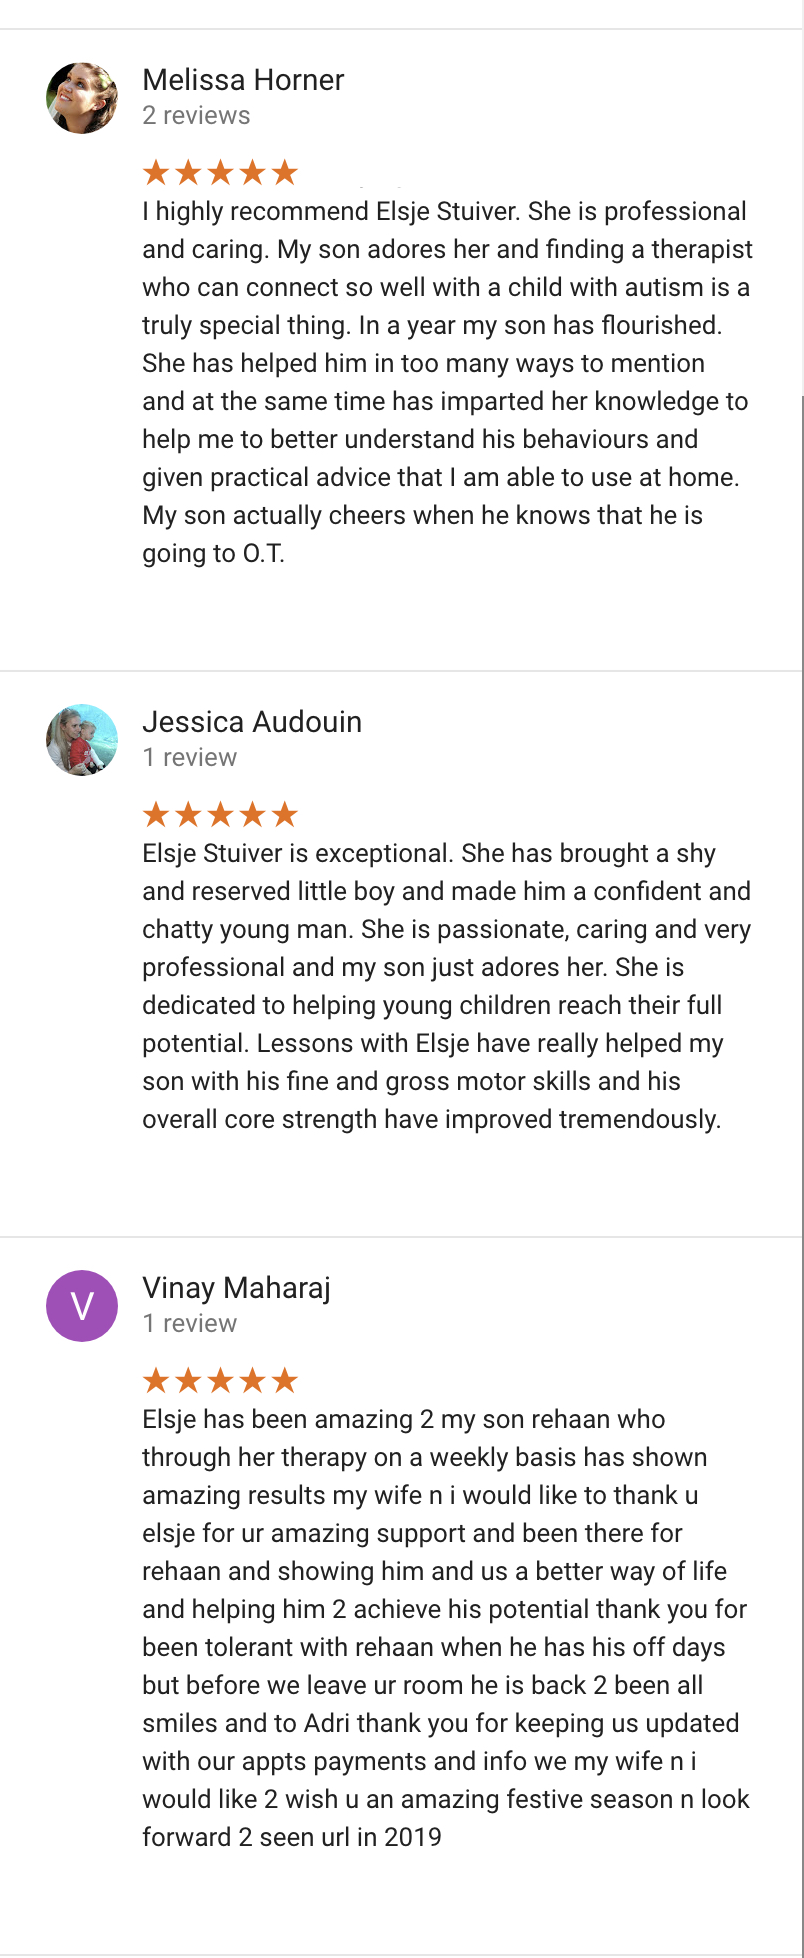 Melissa Horner
2 reviews
★★★★★
I highly recommend Elsje Stuiver. She is professional
and caring. My son adores her and finding a therapist
who can connect so well with a child with autism is a
truly special thing. In a year my son has flourished.
She has helped him in too many ways to mention
and at the same time has imparted her knowledge to
help me to better understand his behaviours and
given practical advice that I am able to use at home.
My son actually cheers when he knows that he is
going to O.T.
Jessica Audouin
1 review
★★★★★
Elsje Stuiver is exceptional. She has brought a shy
and reserved little boy and made him a confident and
chatty young man. She is passionate, caring and very
professional and my son just adores her. She is
dedicated to helping young children reach their full
potential. Lessons with Elsje have really helped my
son with his fine and gross motor skills and his
overall core strength have improved tremendously.
V
Vinay Maharaj
1 review
★★★★★
Elsje has been amazing 2 my son rehaan who
through her therapy on a weekly basis has shown
amazing results my wife n i would like to thank u
elsje for ur amazing support and been there for
rehaan and showing him and us a better way of life
and helping him 2 achieve his potential thank you for
been tolerant with rehaan when he has his off days
but before we leave ur room he is back 2 been all
smiles and to Adri thank you for keeping us updated
with our appts payments and info we my wife n i
would like 2 wish u an amazing festive season n look
forward 2 seen url in 2019